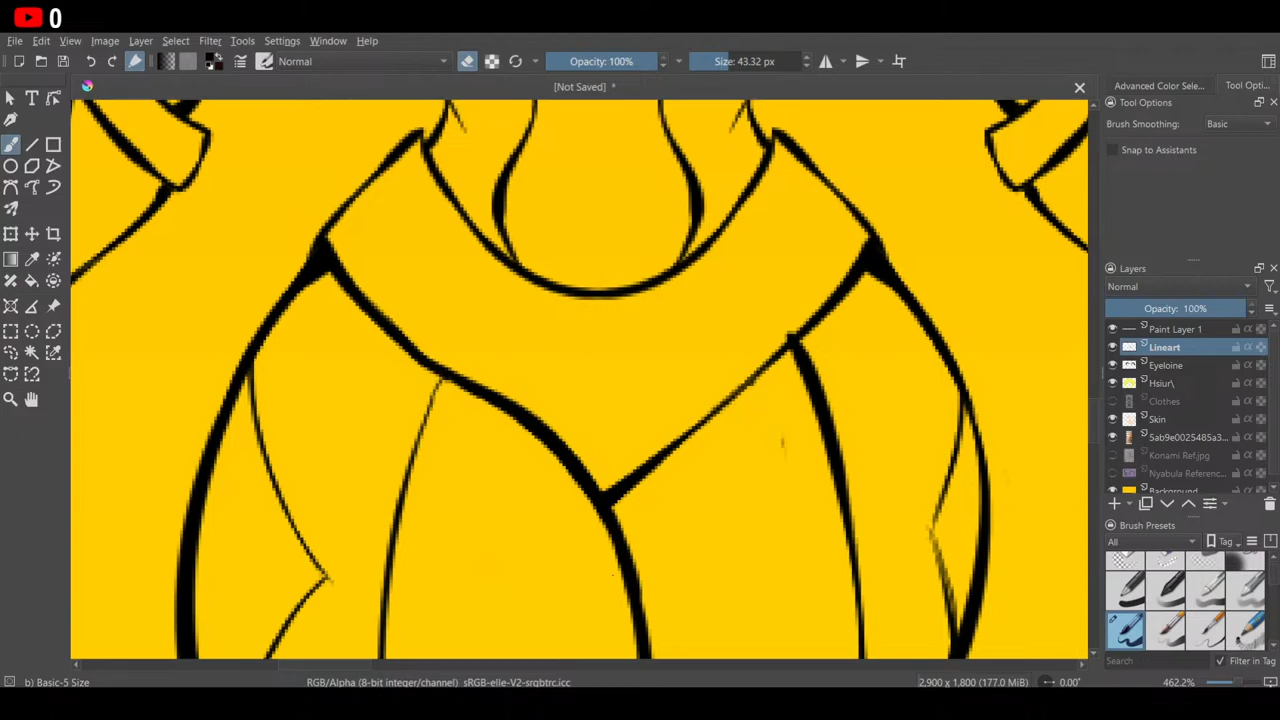 0
File Edit View Image Layer Select Filter Tools Settings Window Help
Normal
Opacity: 100%
Size: 43.32 px
[Not Saved] *
Advanced Color Sele...
Tool Opti...
Tool Options
Brush Smoothing: Basic
Snap to Assistants
Layers
Normal
Opacity: 100%
Paint Layer 1
Lineart
Eyeloine
Hsiur\
Clothes
Skin
5ab9e0025485a3...
Konami Ref.jpg
Nyabula Referenc...
Background
Brush Presets
All
Tag
Search
Filter in Tag
b) Basic-5 Size
RGB/Alpha (8-bit integer/channel) sRGB-elle-V2-srgbtrc.icc
2,900 x 1,800 (177.0 MiB)
0.00°
462.2%